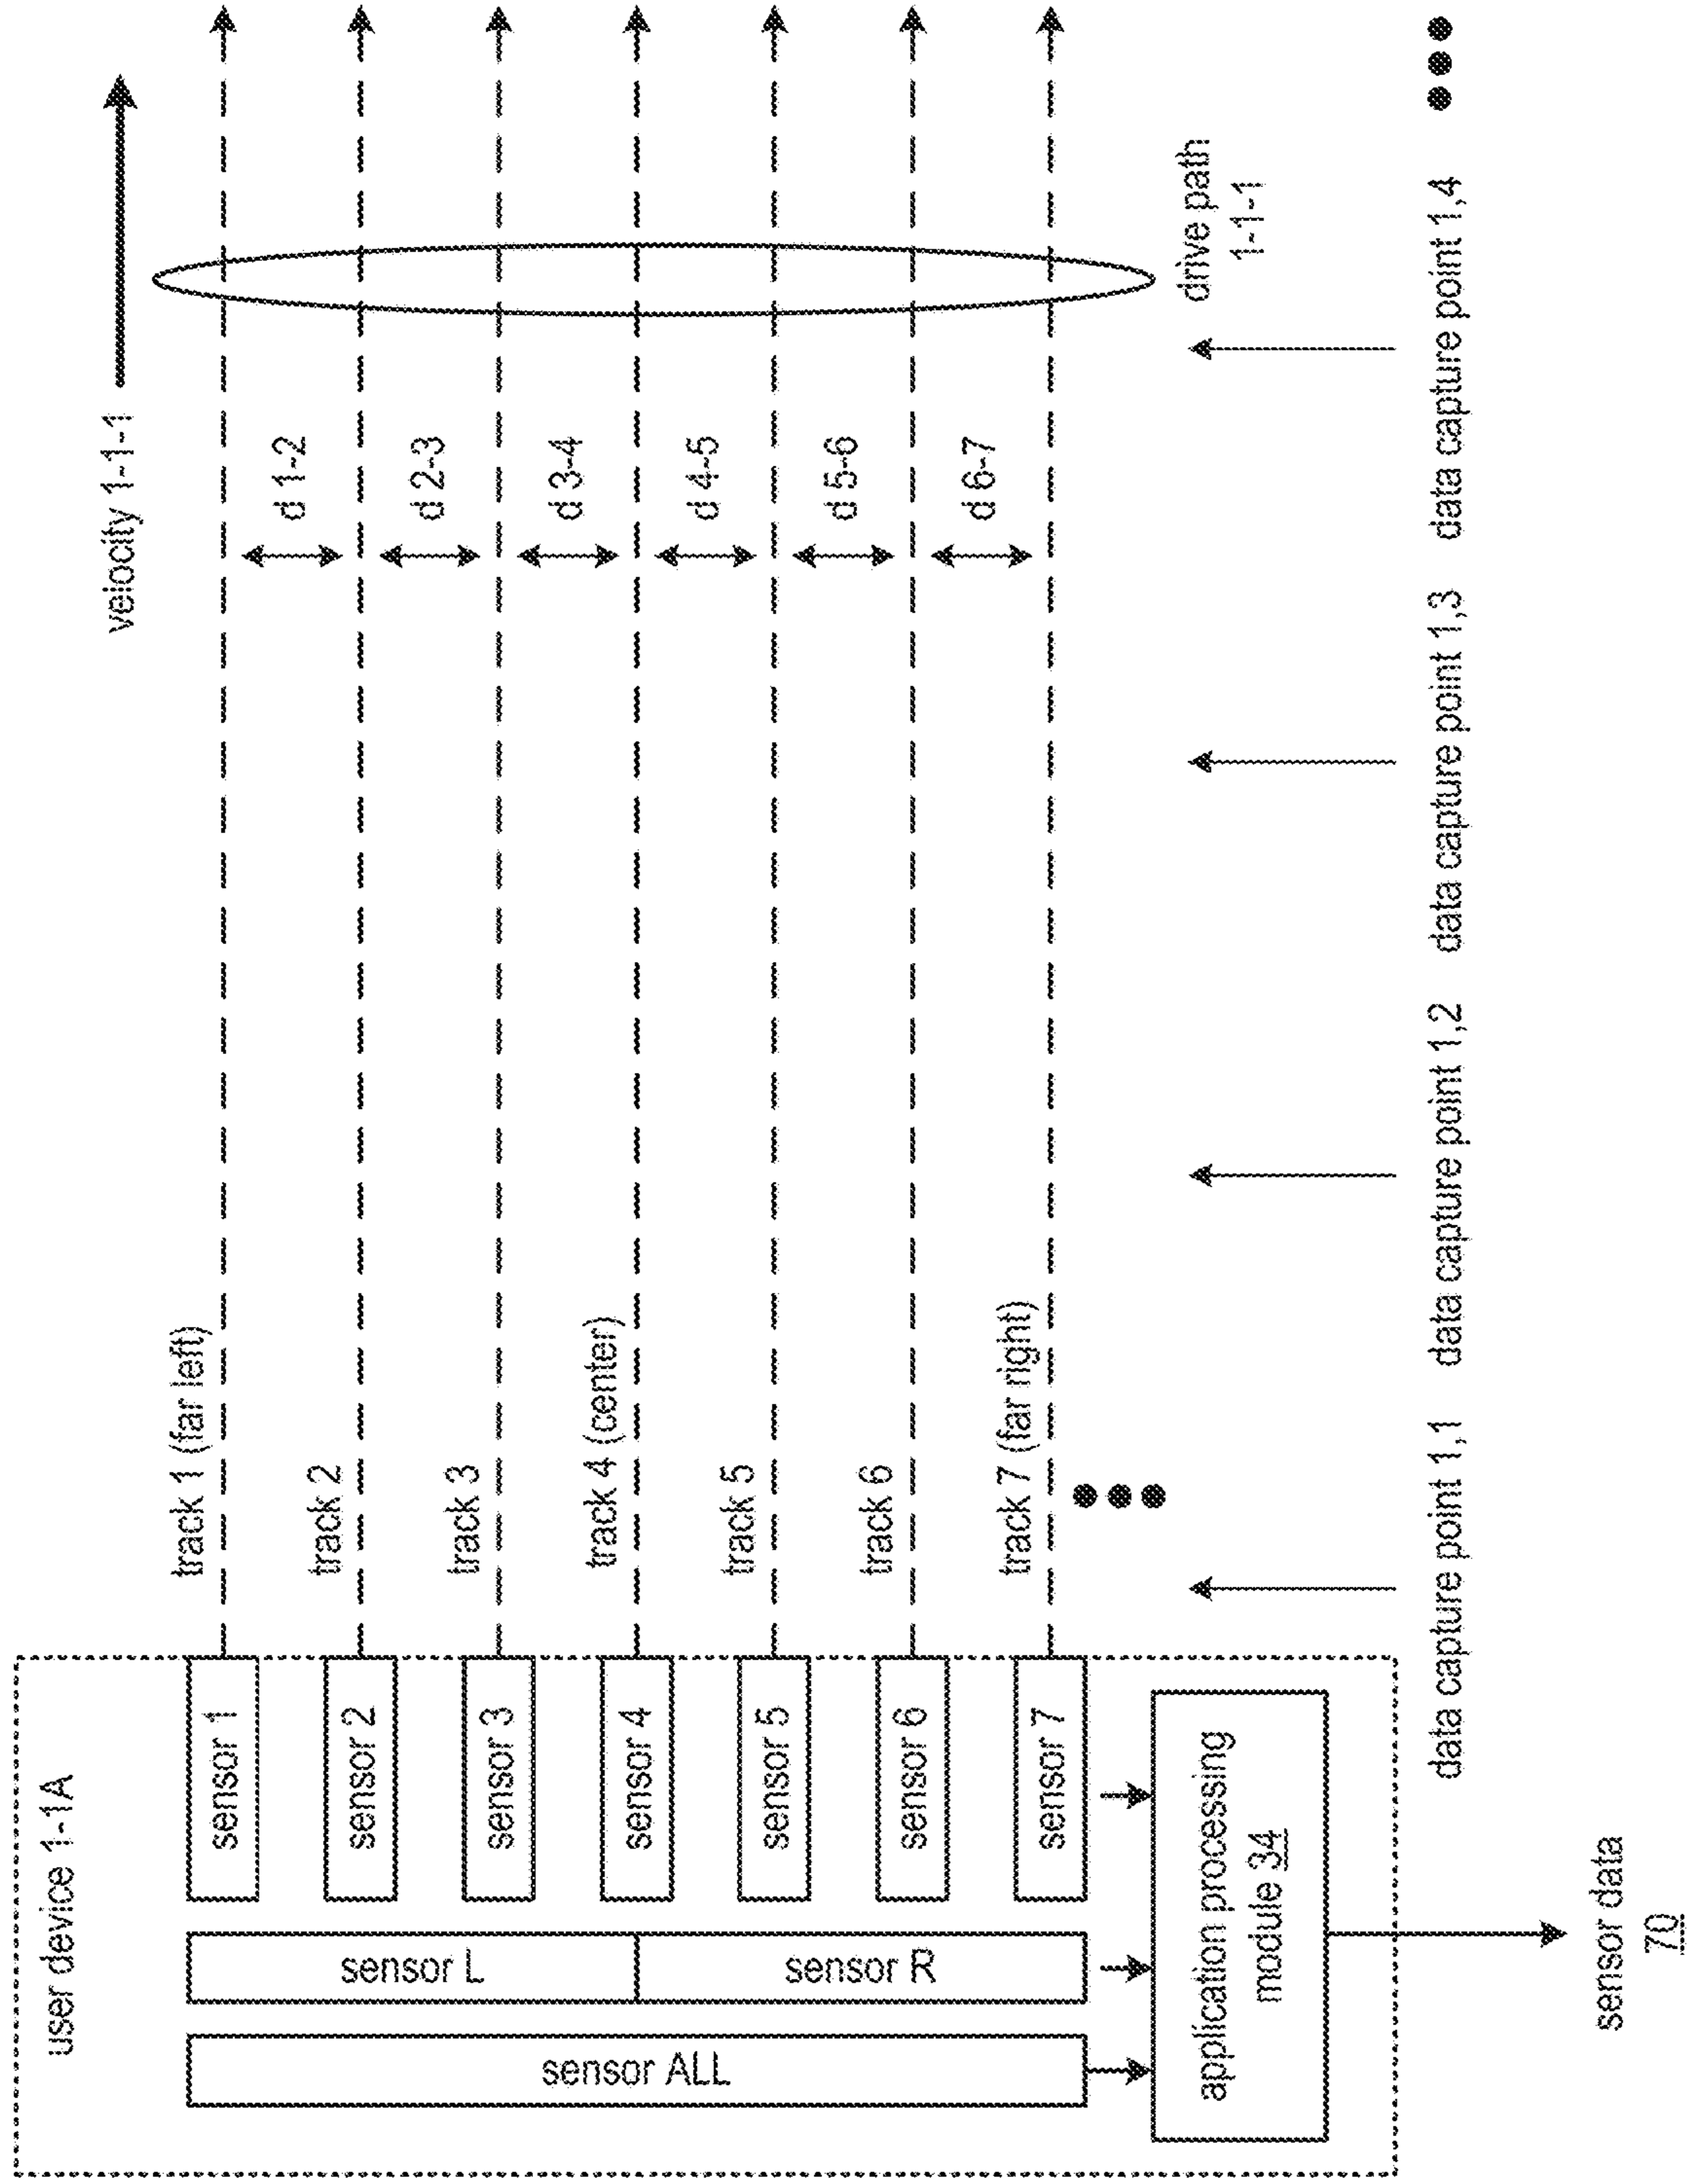 user device 1-1A
velocity 1-1-1
sensor ALL
sensor L
sensor R
sensor 1
sensor 2
sensor 3
sensor 4
sensor 5
sensor 6
sensor 7
track 1 (far left)
track 2
track 3
track 4 (center)
track 5
track 6
track 7 (far right)
d 1-2
d 2-3
d 3-4
d 4-5
d 5-6
d 6-7
drive path
1-1-1
application processing
module 34
data capture point 1,1
data capture point 1,2
data capture point 1,3
data capture point 1,4
sensor data
70